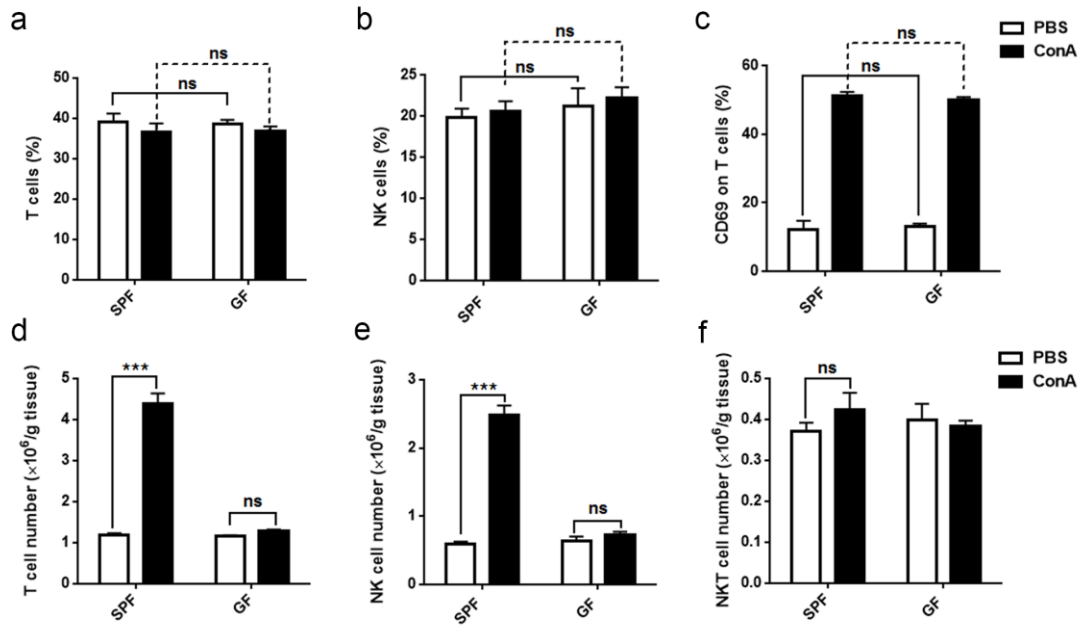 a
T cells (%)
50
40
30
20
10
0
ns
ns
SPF
GF
b
NK cells (%)
25
20
15
10
5
0
ns
ns
SPF
GF
c
CD69 on T cells (%)
60
40
20
0
ns
ns
SPF
GF
PBS
ConA
d
T cell number (×10⁶/g tissue)
5
4
3
2
1
0
***
ns
SPF
GF
e
NK cell number (×10⁶/g tissue)
3
2
1
0
***
ns
SPF
GF
f
NKT cell number (×10⁶/g tissue)
0.5
0.4
0.3
0.2
0.1
0.0
ns
SPF
GF
PBS
ConA